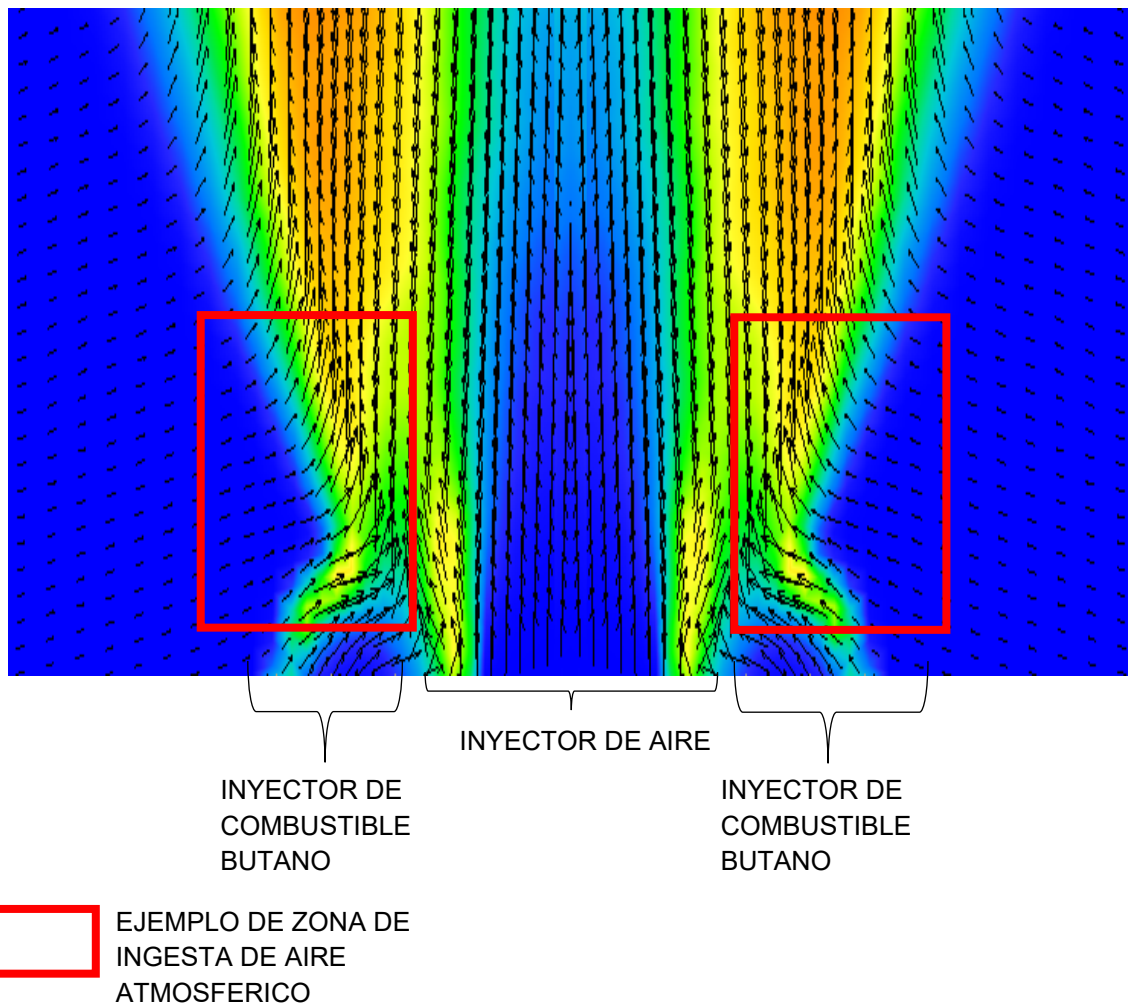 INYECTOR DE AIRE
INYECTOR DE
COMBUSTIBLE
BUTANO
INYECTOR DE
COMBUSTIBLE
BUTANO
EJEMPLO DE ZONA DE
INGESTA DE AIRE
ATMOSFERICO